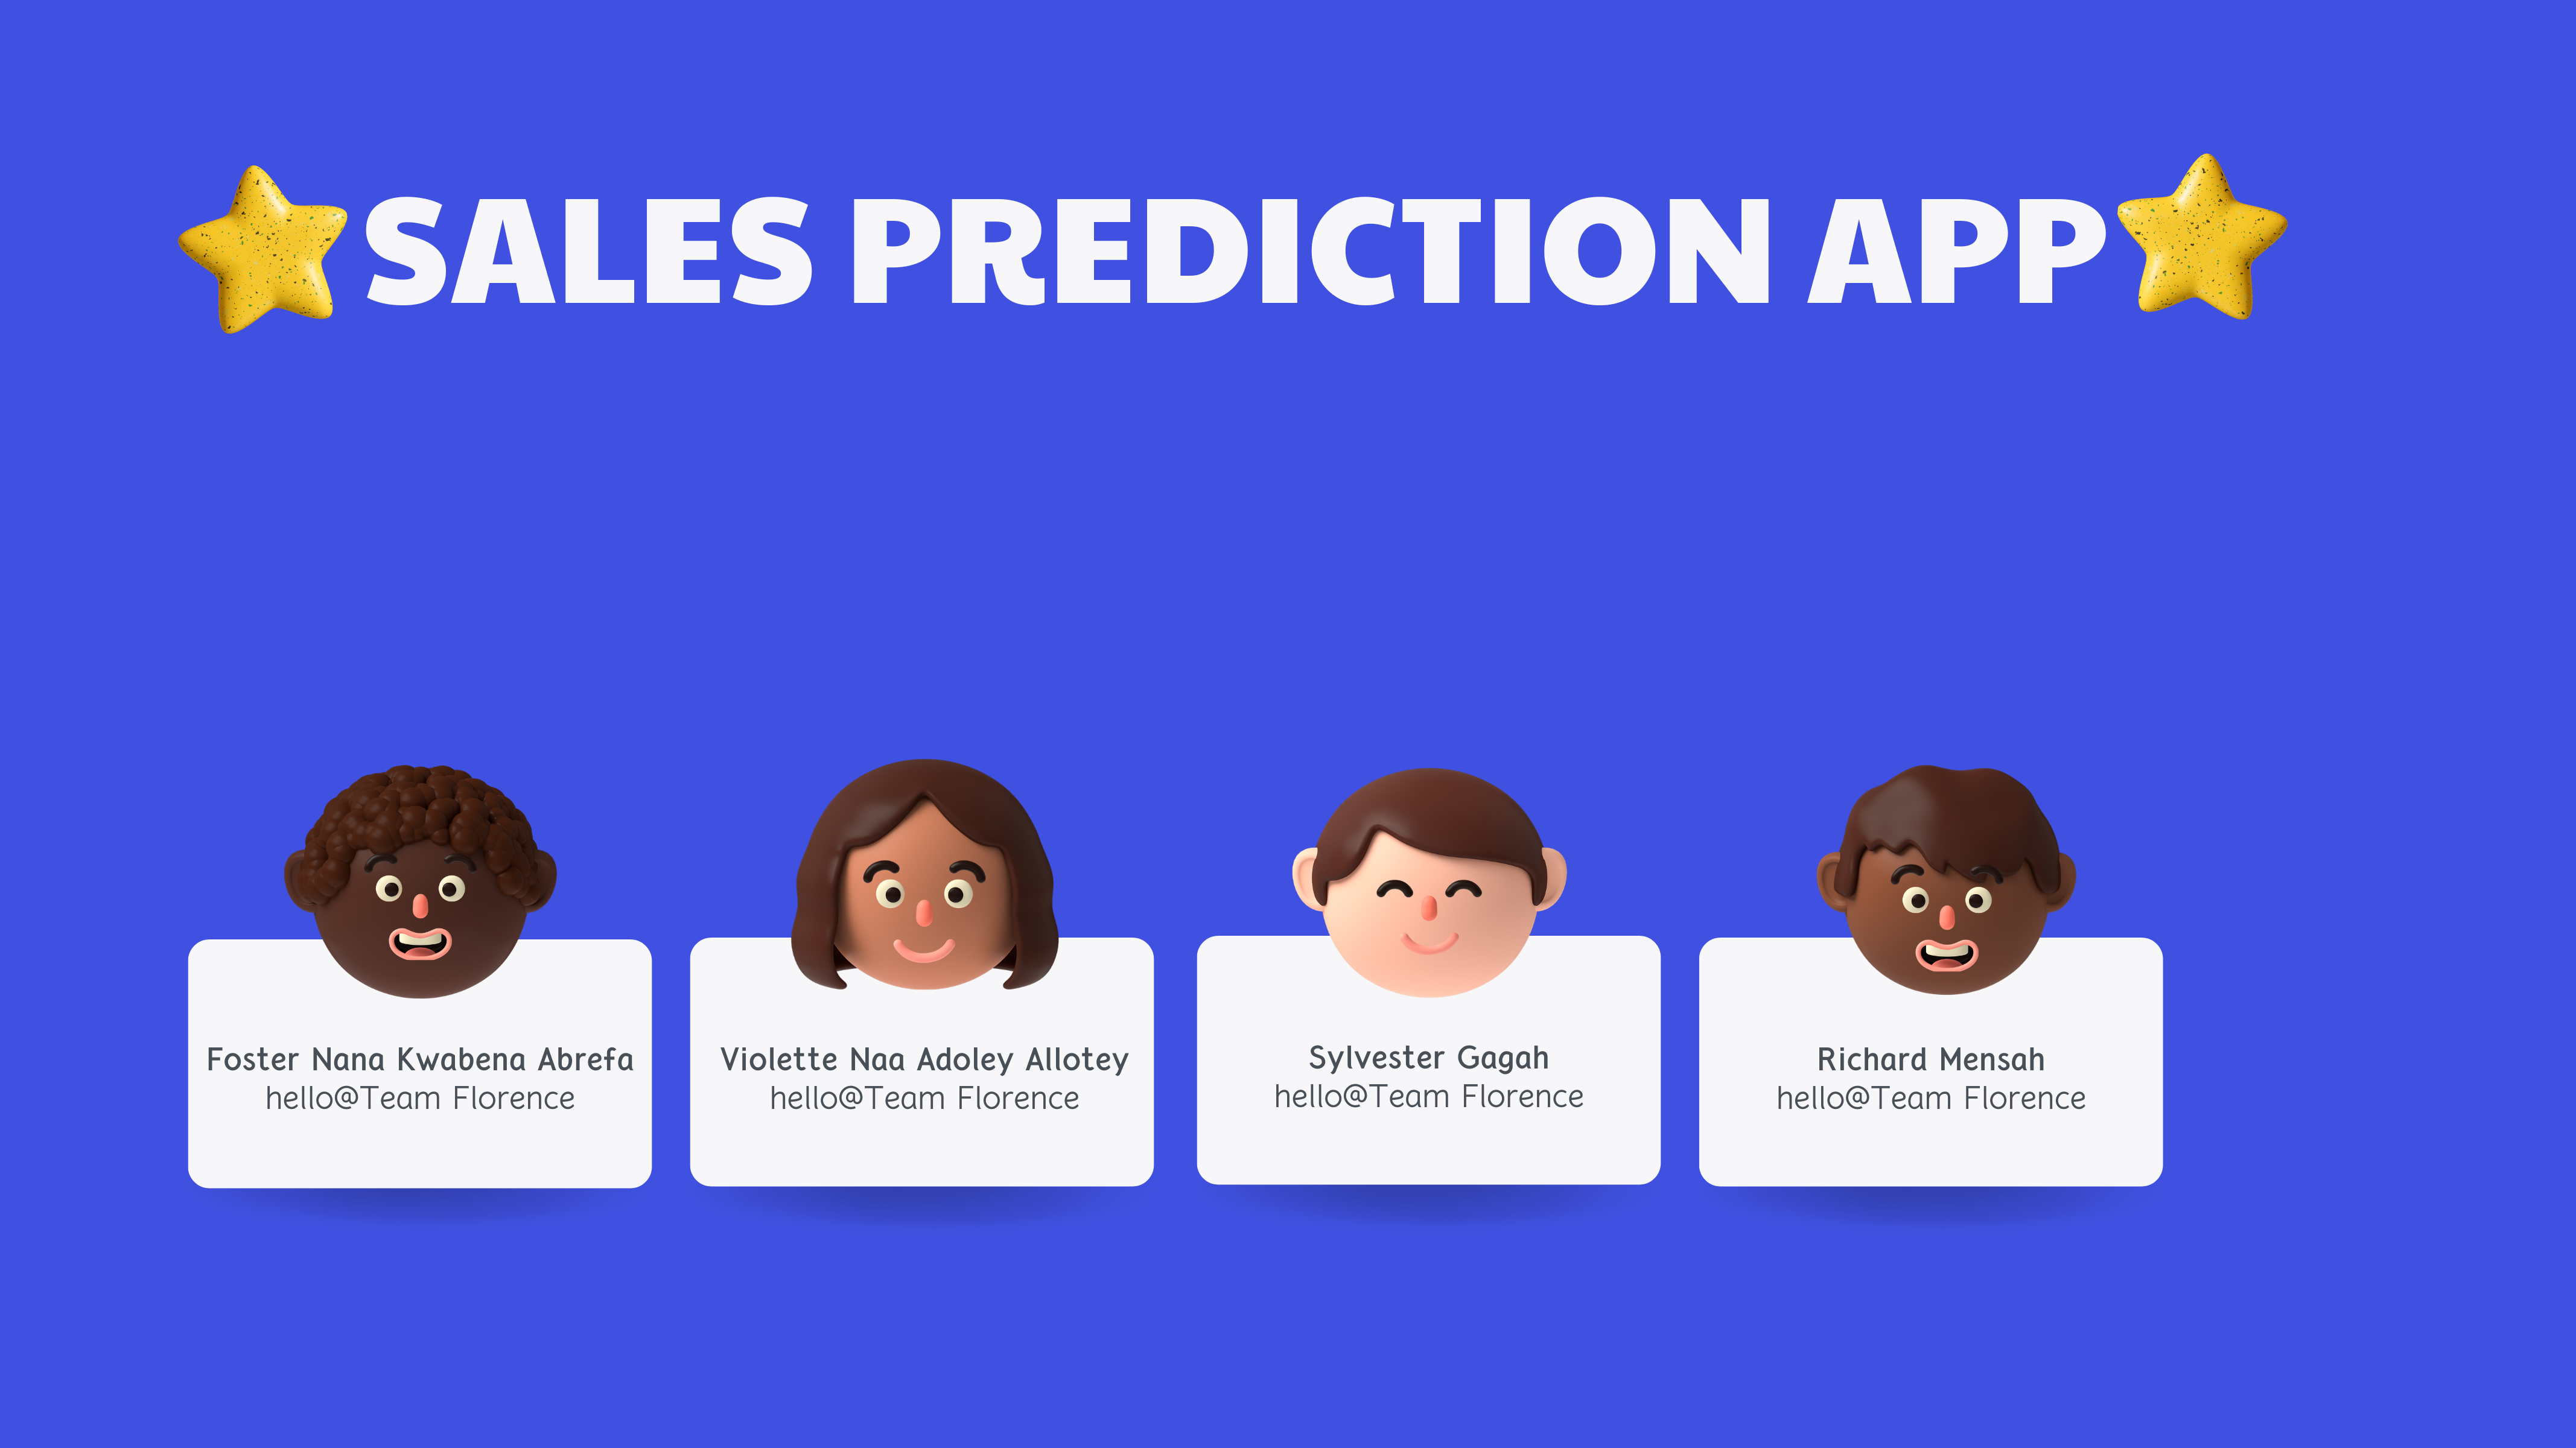 SALES PREDICTION APP
Foster Nana Kwabena Abrefa
hello@Team Florence
Violette Naa Adoley Allotey
hello@Team Florence
Sylvester Gagah
hello@Team Florence
Richard Mensah
hello@Team Florence